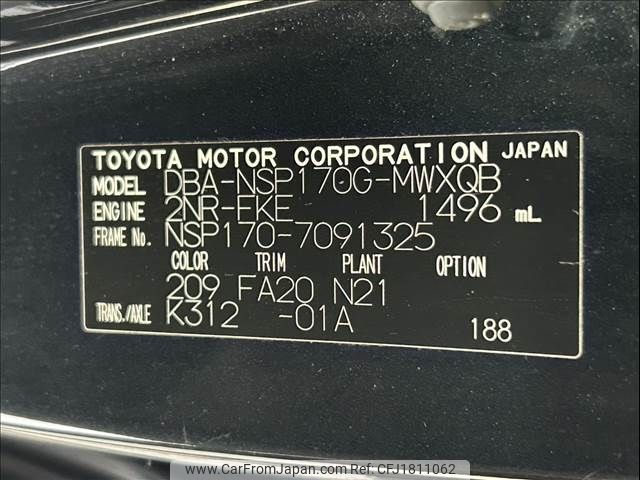 TOYOTA MOTOR CORPORATION JAPAN
MODEL DBA-NSP170G-MWXQB
ENGINE 2NR-FKE 1496 mL
FRAME No. NSP170-7091325
COLOR TRIM PLANT OPTION
209 FA20 N21
TRANS./AXLE K312 -01A
188
www.CarFromJapan.com - CFJ1811062